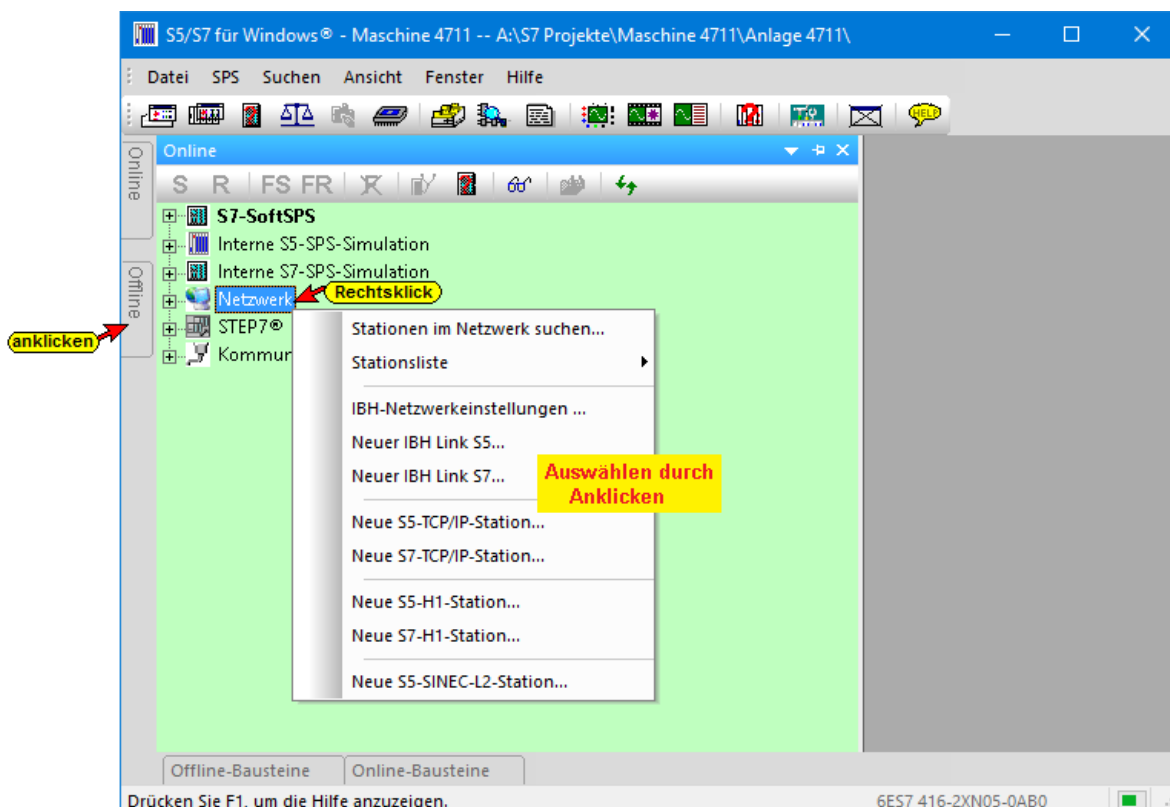 S5/S7 für Windows® - Maschine 4711 -- A:\S7 Projekte\Maschine 4711\Anlage 4711\
Datei SPS Suchen Ansicht Fenster Hilfe
HELP
Online
Online
S R FS FR
S7-SoftSPS
Interne S5-SPS-Simulation
Interne S7-SPS-Simulation
Offline
Netzwerk
Rechtsklick
anklicken
STEP7®
Kommun
Stationen im Netzwerk suchen...
Stationsliste
IBH-Netzwerkeinstellungen ...
Neuer IBH Link S5...
Neuer IBH Link S7...
Auswählen durch
Anklicken
Neue S5-TCP/IP-Station...
Neue S7-TCP/IP-Station...
Neue S5-H1-Station...
Neue S7-H1-Station...
Neue S5-SINEC-L2-Station...
Offline-Bausteine Online-Bausteine
Drücken Sie F1, um die Hilfe anzuzeigen. 6ES7 416-2XN05-0AB0